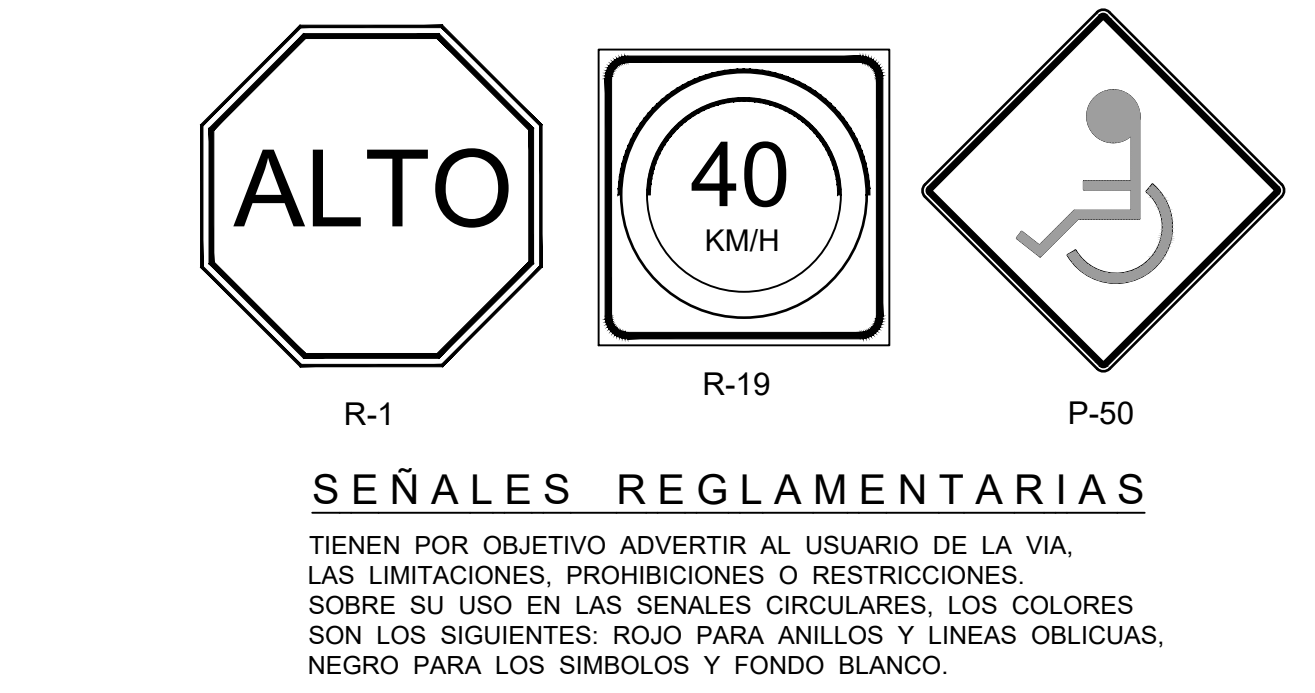 ALTO
40
KM/H
R-1
R-19
P-50
SEÑALES REGLAMENTARIAS
TIENEN POR OBJETIVO ADVERTIR AL USUARIO DE LA VIA,
LAS LIMITACIONES, PROHIBICIONES O RESTRICCIONES.
SOBRE SU USO EN LAS SENALES CIRCULARES, LOS COLORES
SON LOS SIGUIENTES: ROJO PARA ANILLOS Y LINEAS OBLICUAS,
NEGRO PARA LOS SIMBOLOS Y FONDO BLANCO.